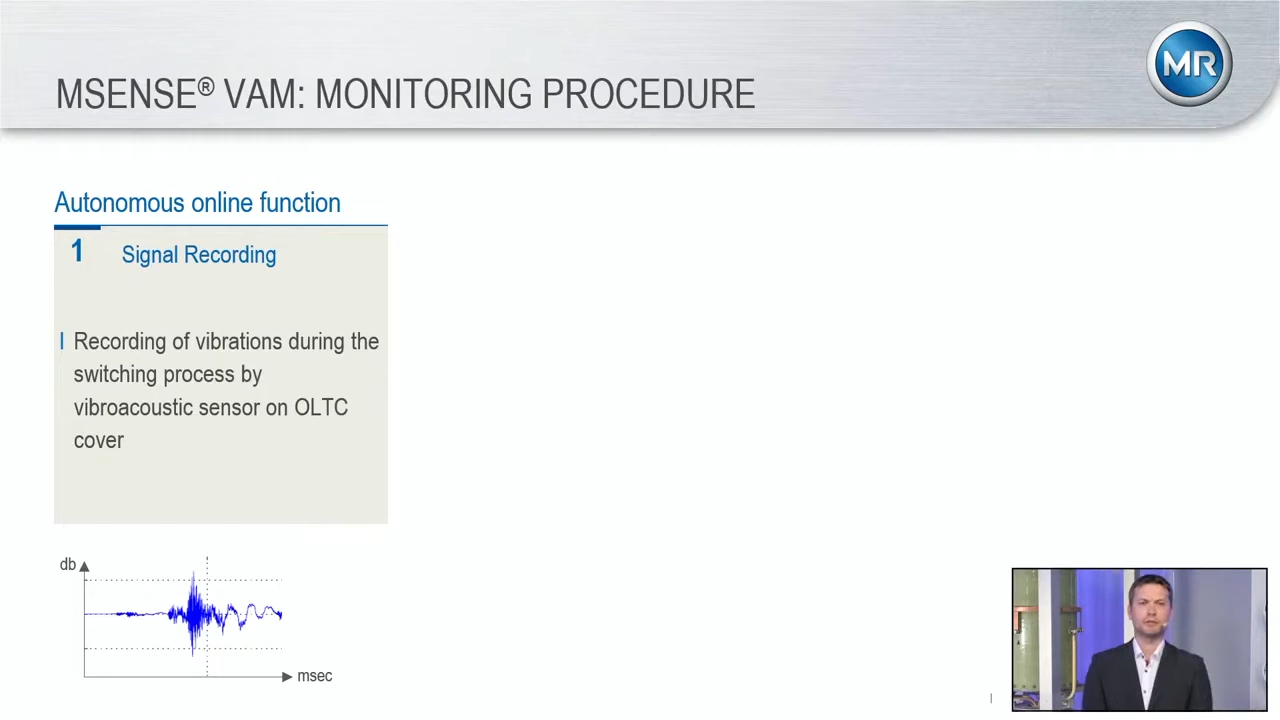 MSENSE® VAM: MONITORING PROCEDURE
MR
Autonomous online function
1
Signal Recording
Recording of vibrations during the
switching process by
vibroacoustic sensor on OLTC
cover
db
msec